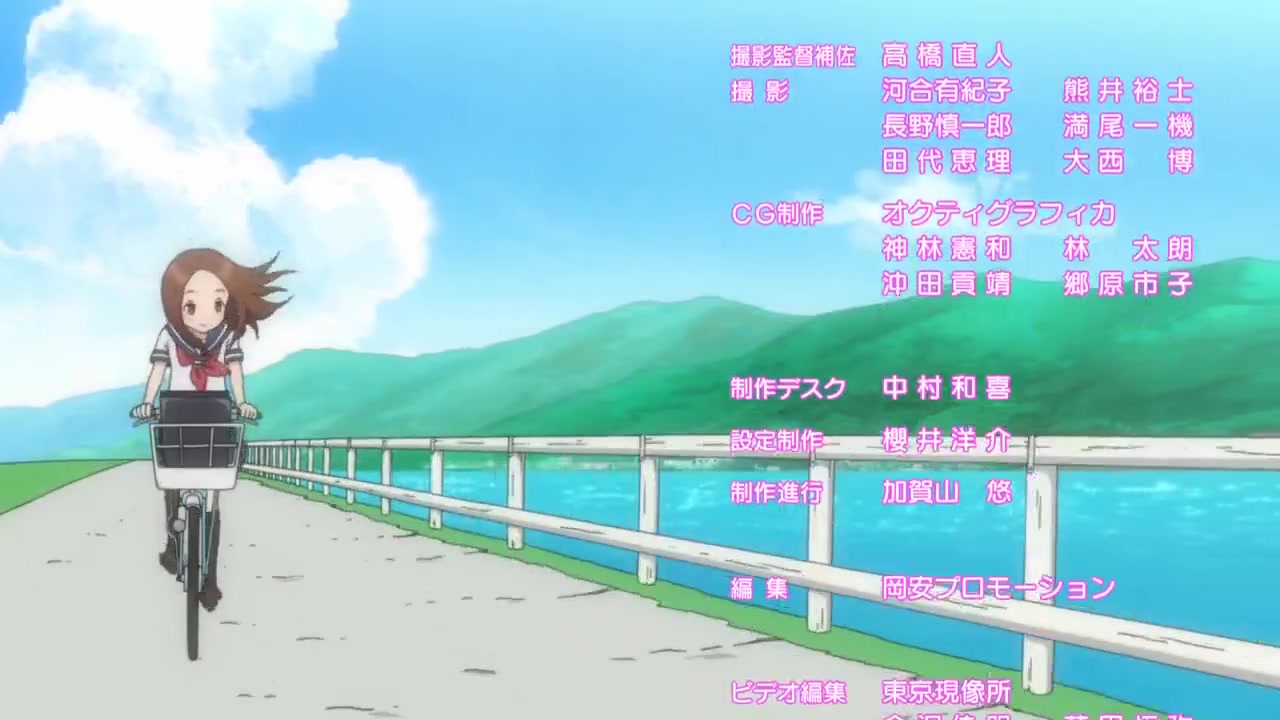 撮影監督補佐 高橋直人
撮影 河合有紀子 熊井裕士
長野慎一郎 満尾一機
田代恵理 大西 博
CG制作 オクティグラフィカ
神林憲和 林 太朗
沖田貢靖 郷原市子
制作デスク 中村和喜
設定制作 櫻井洋介
制作進行 加賀山 悠
編集 岡安プロモーション
ビデオ編集 東京現像所